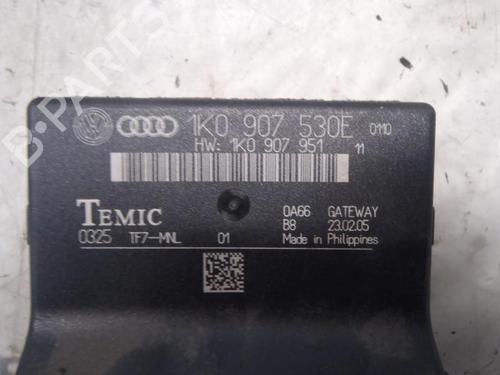 B-PARTS
1K0 907 530E 0110
HW: 1K0 907 951 11
TEMIC
0A66 GATEWAY
0325 TF7-MNL 01 B8 23.02.05
Made in Philippines